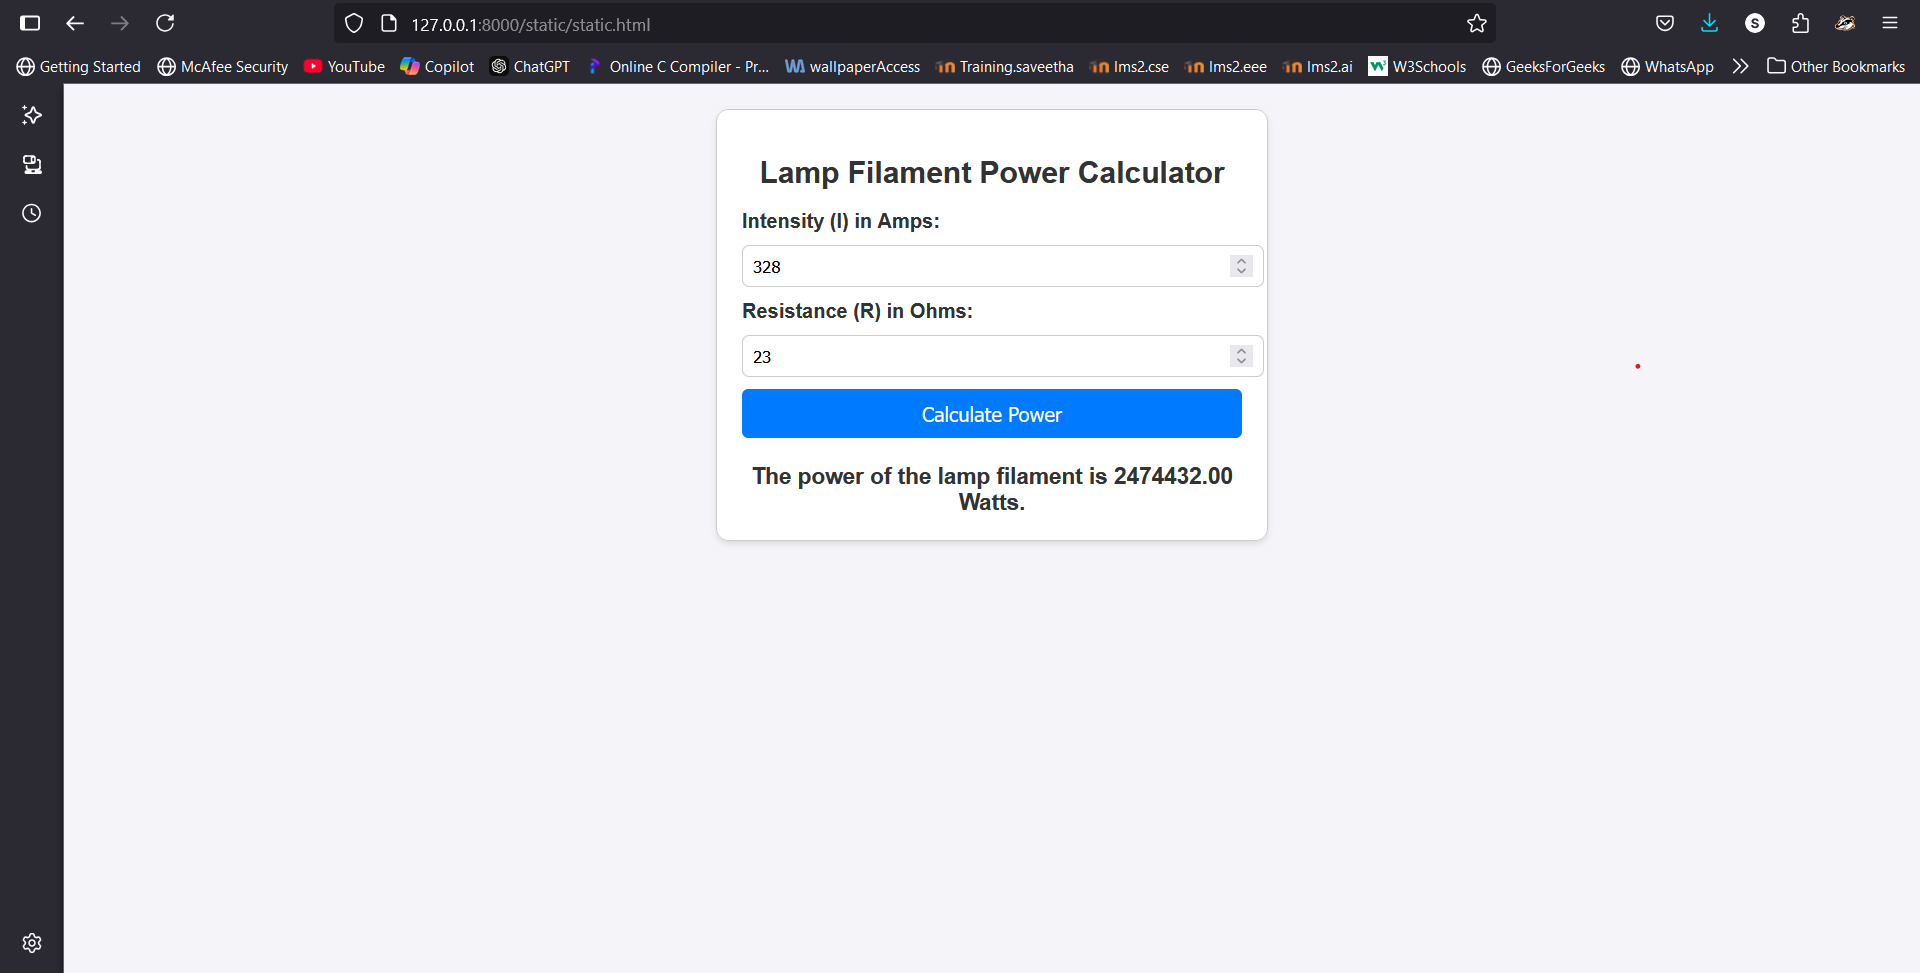 127.0.0.1:8000/static/static.html
S
Getting Started McAfee Security YouTube Copilot ChatGPT Online C Compiler - Pr... wallpaperAccess Training.saveetha lms2.cse lms2.eee lms2.ai W3Schools GeeksForGeeks WhatsApp Other Bookmarks
Lamp Filament Power Calculator
Intensity (I) in Amps:
328
Resistance (R) in Ohms:
23
Calculate Power
The power of the lamp filament is 2474432.00
Watts.